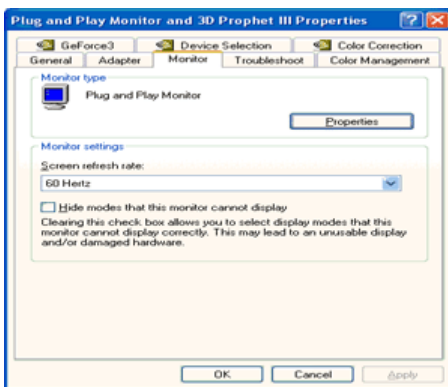 Plug and Play Monitor and 3D Prophet III Properties
GeForce3 Device Selection Color Correction
General Adapter Monitor Troubleshoot Color Management
Monitor type
Plug and Play Monitor
Properties
Monitor settings
Screen refresh rate:
60 Hertz
Hide modes that this monitor cannot display
Clearing this check box allows you to select display modes that this
monitor cannot display correctly. This may lead to an unusable display
and/or damaged hardware.
OK Cancel Apply